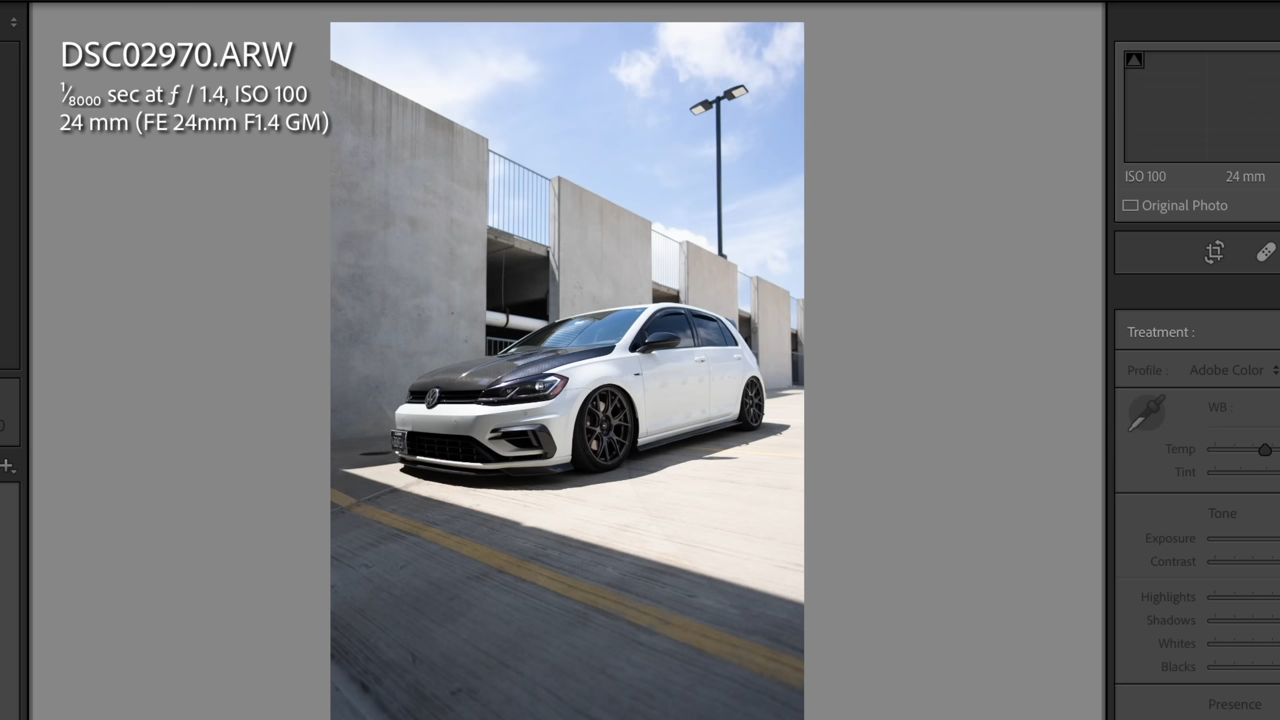 DSC02970.ARW
1/8000 sec at ƒ / 1.4, ISO 100
24 mm (FE 24mm F1.4 GM)
ISO 100 24 mm
Original Photo
Treatment :
Profile : Adobe Color
WB :
Temp
Tint
Tone
Exposure
Contrast
Highlights
Shadows
Whites
Blacks
Presence